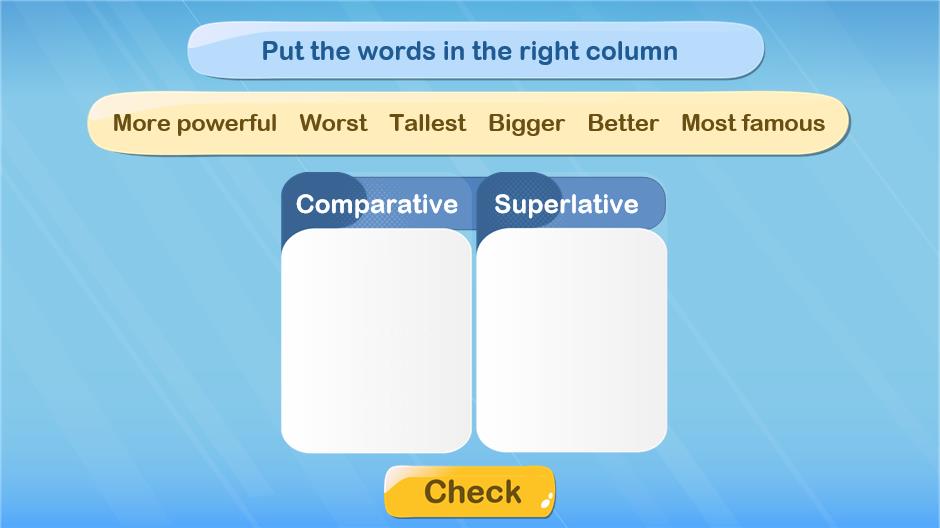 Put the words in the right column
More powerful Worst Tallest Bigger Better Most famous
Comparative Superlative
Check